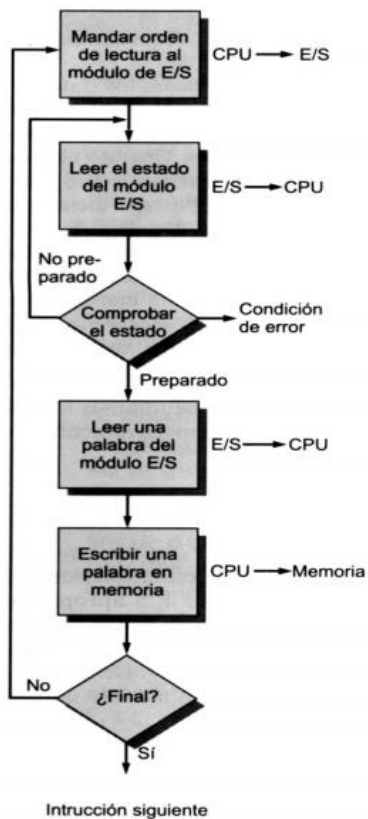 Mandar orden
de lectura al
módulo de E/S
CPU → E/S
Leer el estado
del módulo
E/S
E/S → CPU
No pre-
parado
Comprobar
el estado
Condición
de error
Preparado
Leer una
palabra del
módulo E/S
E/S → CPU
Escribir una
palabra en
memoria
CPU → Memoria
No
¿Final?
Sí
Intrucción siguiente